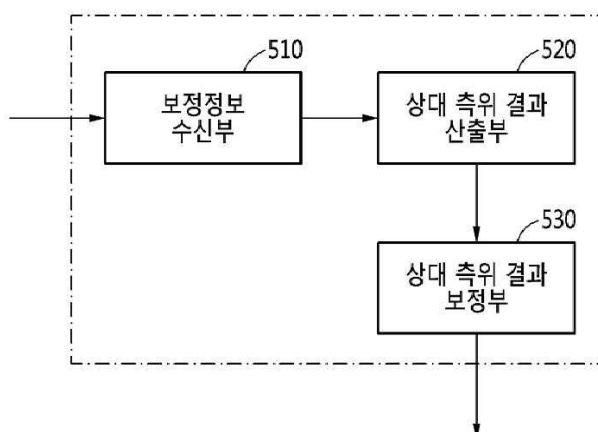 510
보정정보
수신부
520
상대 측위 결과
산출부
530
상대 측위 결과
보정부